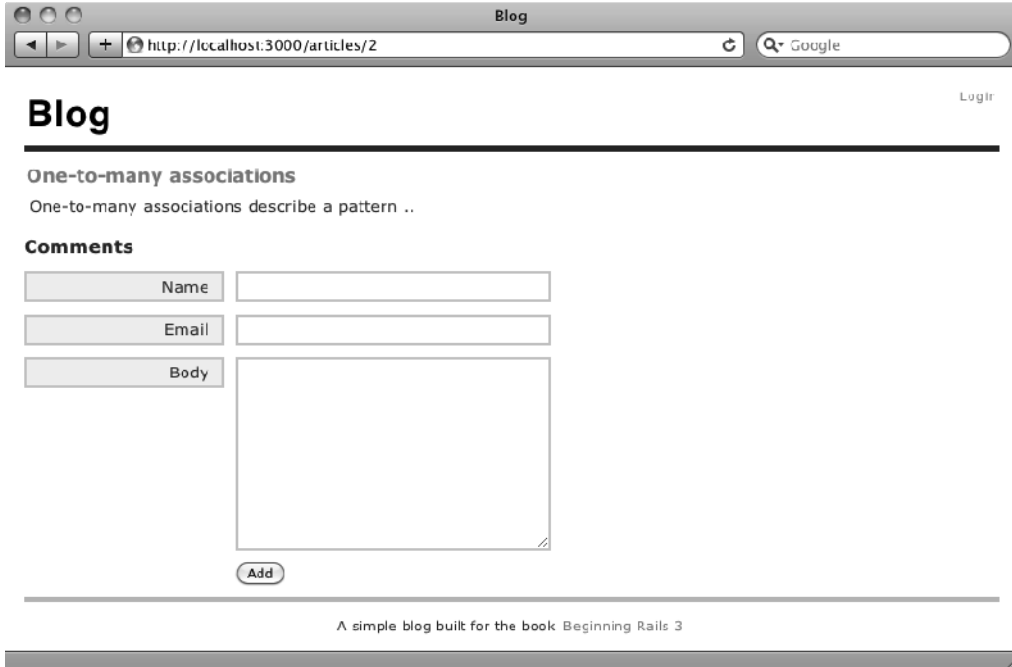 Blog
http://localhost:3000/articles/2
Google
Login
Blog
One-to-many associations
One-to-many associations describe a pattern ..
Comments
Name
Email
Body
Add
A simple blog built for the book Beginning Rails 3